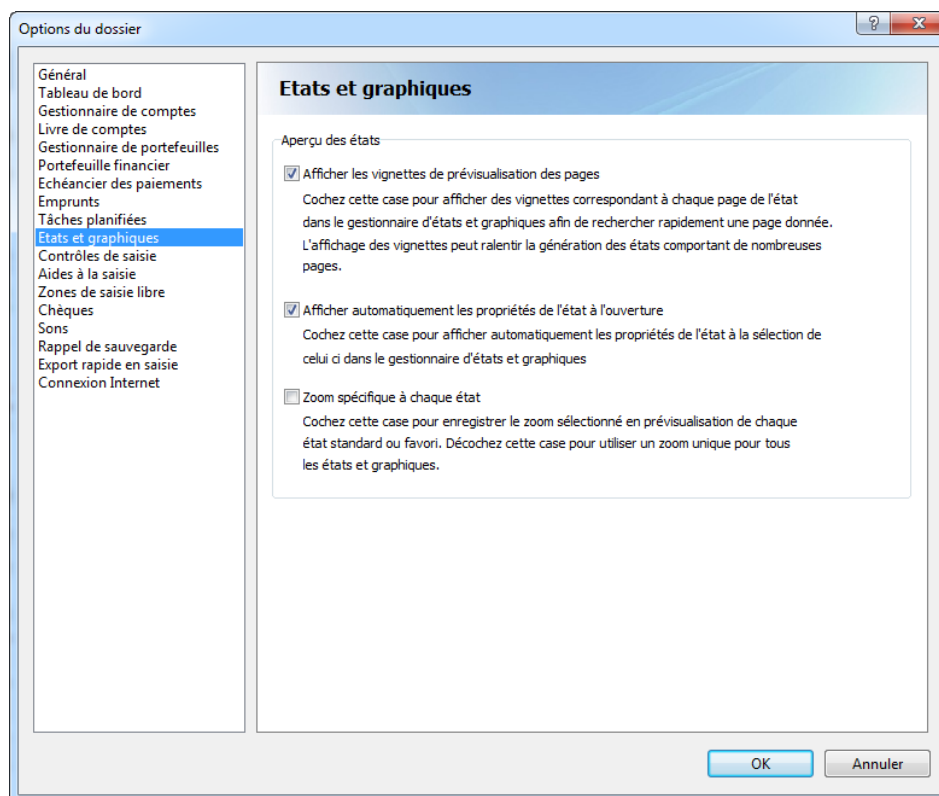 Options du dossier
Général
Tableau de bord
Gestionnaire de comptes
Livre de comptes
Gestionnaire de portefeuilles
Portefeuille financier
Echéancier des paiements
Emprunts
Tâches planifiées
Etats et graphiques
Contrôles de saisie
Aides à la saisie
Zones de saisie libre
Chèques
Sons
Rappel de sauvegarde
Export rapide en saisie
Connexion Internet
Etats et graphiques
Aperçu des états
Afficher les vignettes de prévisualisation des pages
Cochez cette case pour afficher des vignettes correspondant à chaque page de l'état
dans le gestionnaire d'états et graphiques afin de rechercher rapidement une page donnée.
L'affichage des vignettes peut ralentir la génération des états comportant de nombreuses
pages.
Afficher automatiquement les propriétés de l'état à l'ouverture
Cochez cette case pour afficher automatiquement les propriétés de l'état à la sélection de
celui ci dans le gestionnaire d'états et graphiques
Zoom spécifique à chaque état
Cochez cette case pour enregistrer le zoom sélectionné en prévisualisation de chaque
état standard ou favori. Décochez cette case pour utiliser un zoom unique pour tous
les états et graphiques.
OK
Annuler